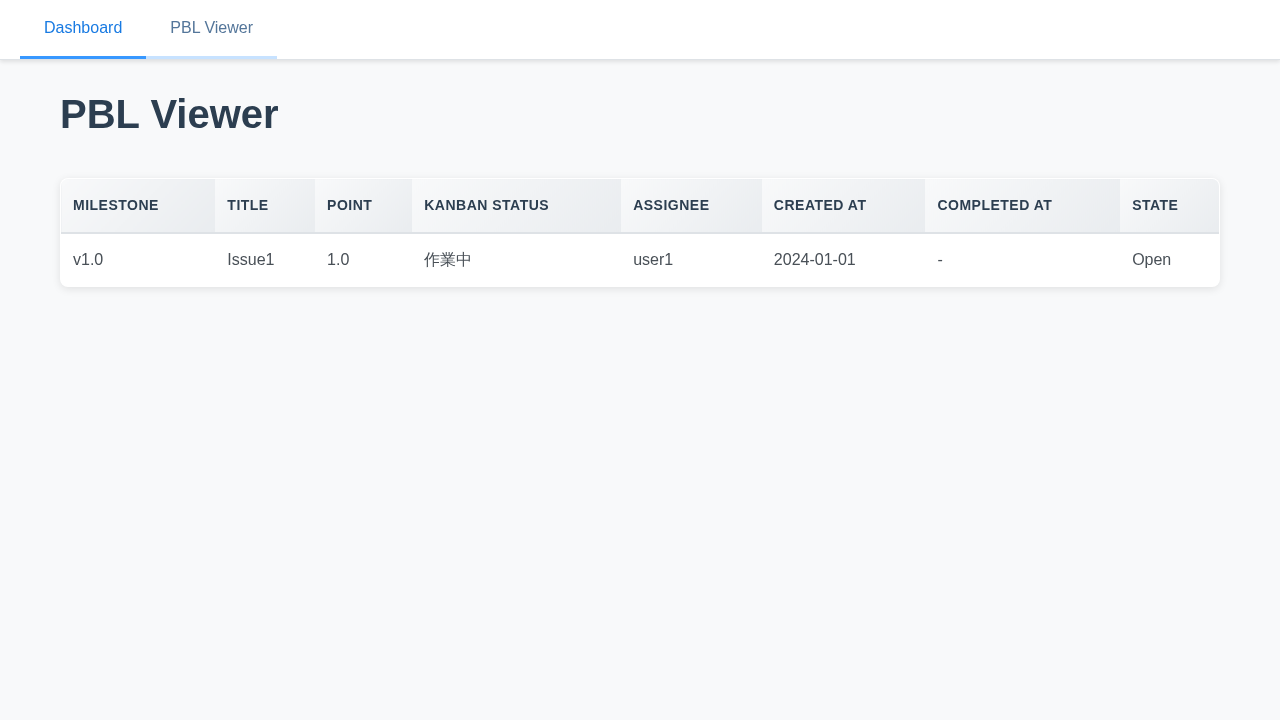 Dashboard PBL Viewer
PBL Viewer
MILESTONE TITLE POINT KANBAN STATUS ASSIGNEE CREATED AT COMPLETED AT STATE
v1.0 Issue1 1.0 作業中 user1 2024-01-01 - Open